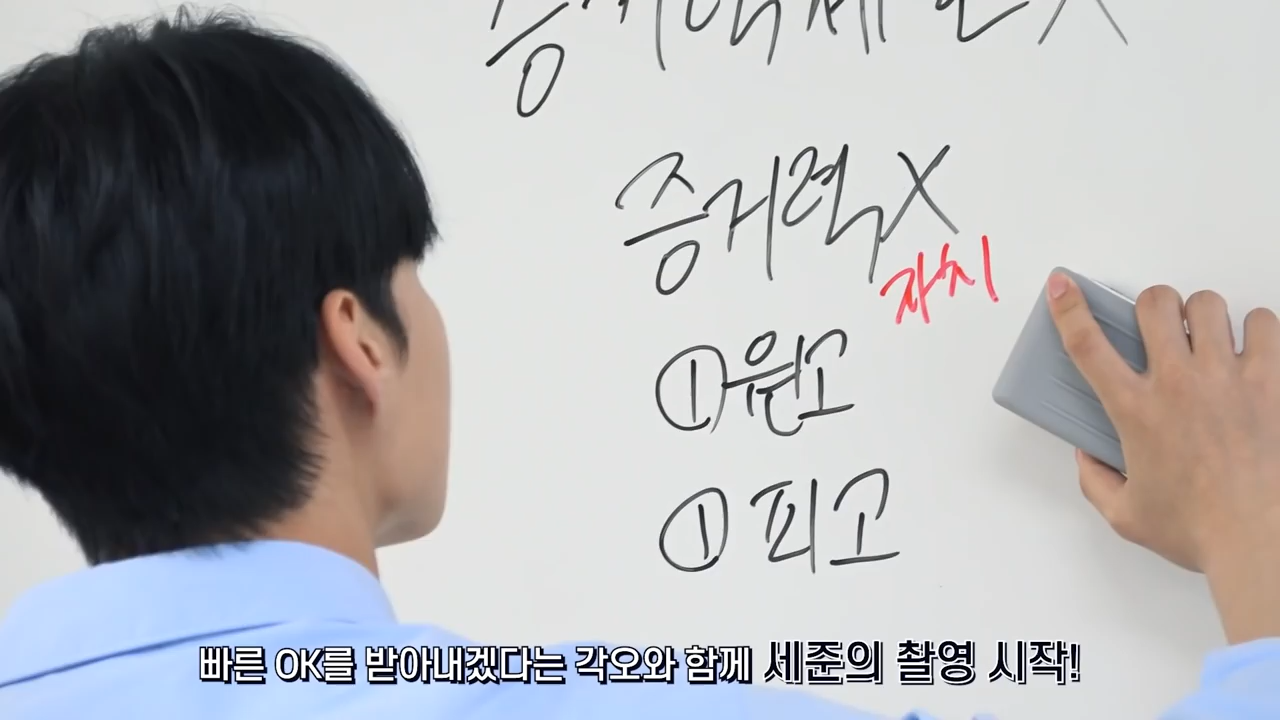 증거력 X
자시
① 원고
① 피고
빠른 OK를 받아내겠다는 각오와 함께 세준의 촬영 시작!